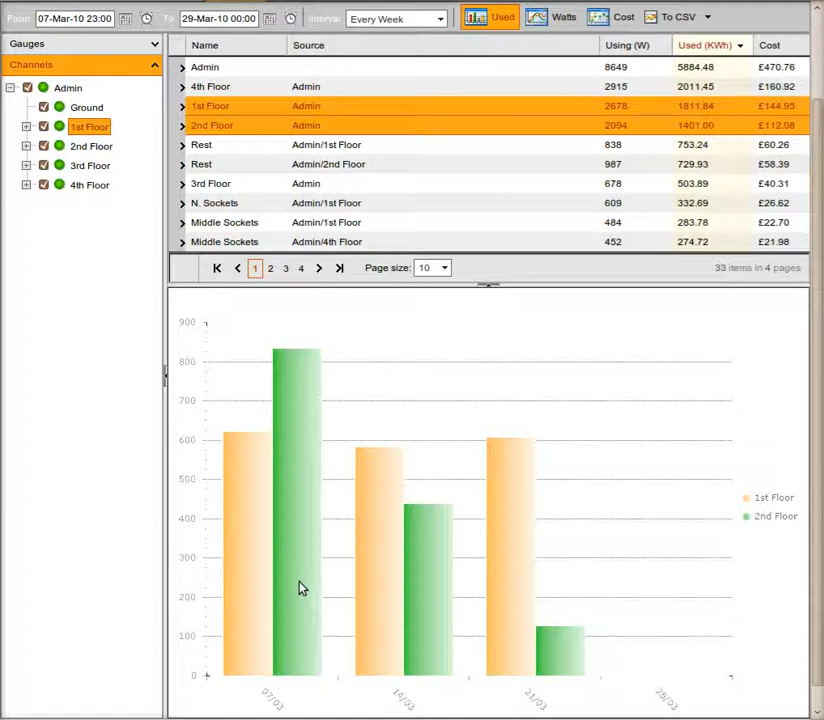 From 07-Mar-10 23:00 To 29-Mar-10 00:00 Interval Every Week Used Watts Cost To CSV
Gauges
Channels
Admin
Ground
1st Floor
2nd Floor
3rd Floor
4th Floor
Name Source Using (W) Used (KWh) Cost
Admin 8649 5884.48 £470.76
4th Floor Admin 2915 2011.45 £160.92
1st Floor Admin 2678 1811.84 £144.95
2nd Floor Admin 2094 1401.00 £112.08
Rest Admin/1st Floor 838 753.24 £60.26
Rest Admin/2nd Floor 987 729.93 £58.39
3rd Floor Admin 678 503.89 £40.31
N. Sockets Admin/1st Floor 609 332.69 £26.62
Middle Sockets Admin/1st Floor 484 283.78 £22.70
Middle Sockets Admin/4th Floor 452 274.72 £21.98
1 2 3 4 Page size: 10 33 items in 4 pages
900
800
700
600
500
400
300
200
100
0
07/03 14/03 21/03 28/03
1st Floor
2nd Floor